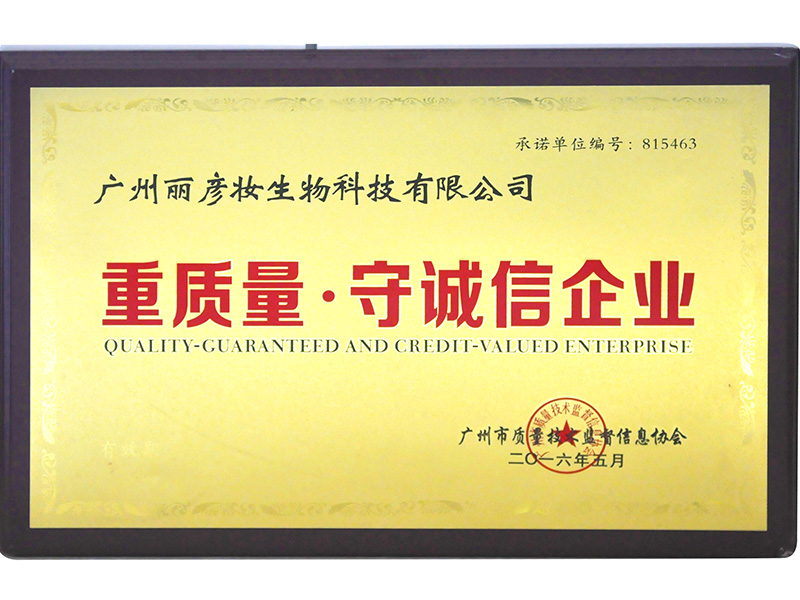 承诺单位编号：815463
广州丽彦妆生物科技有限公司
重质量·守诚信企业
QUALITY-GUARANTEED AND CREDIT-VALUED ENTERPRISE
广州市质量技术监督信息协会
二〇一六年五月